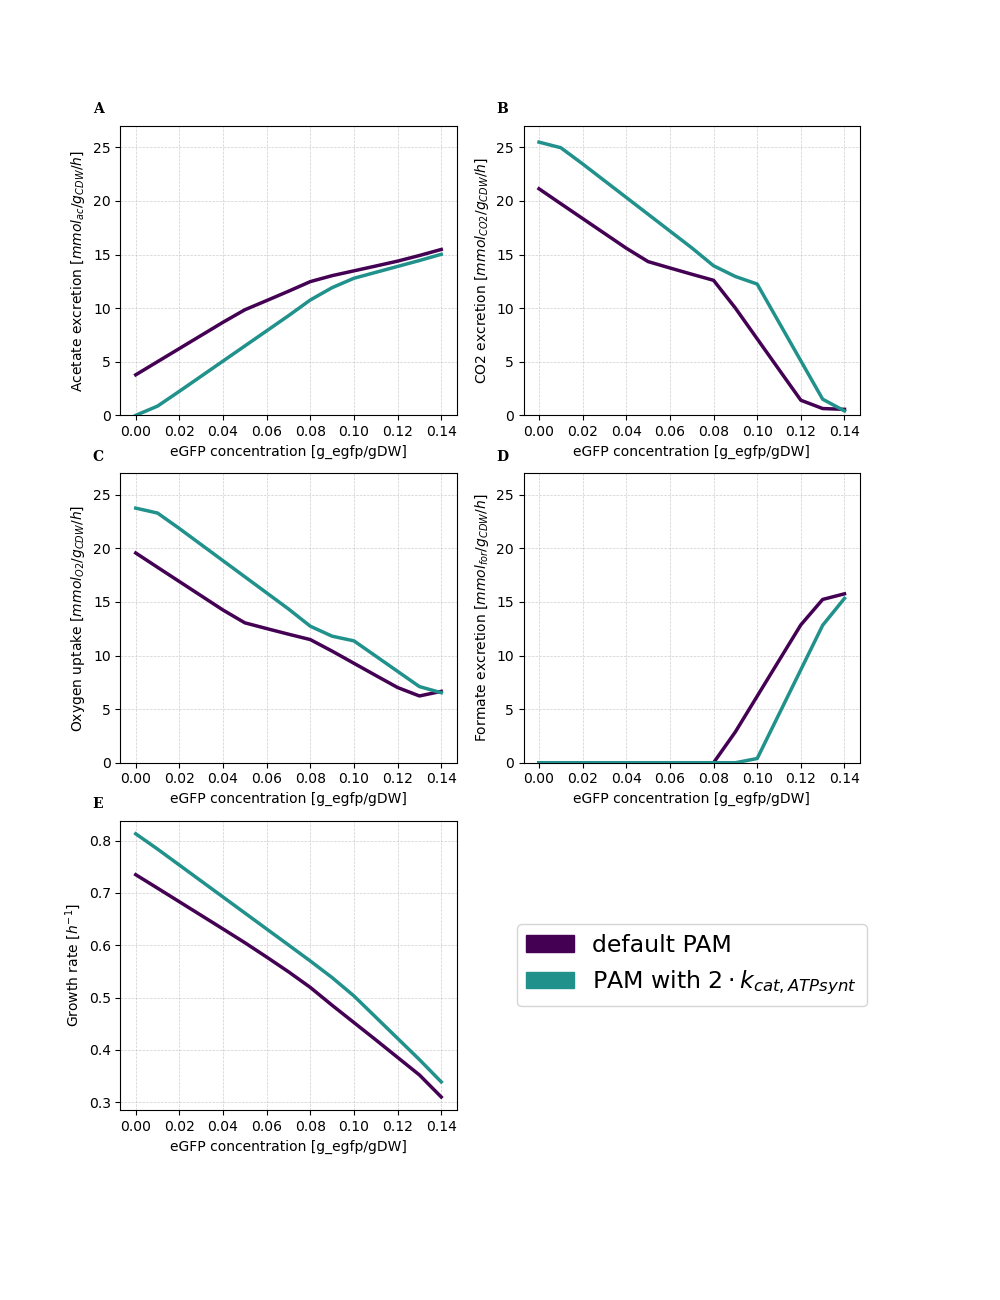 A
B
Acetate excretion [mmol_ac/g_CDW/h]
25
20
15
10
5
0
0.00 0.02 0.04 0.06 0.08 0.10 0.12 0.14
eGFP concentration [g_egfp/gDW]
CO2 excretion [mmol_CO2/g_CDW/h]
25
20
15
10
5
0
0.00 0.02 0.04 0.06 0.08 0.10 0.12 0.14
eGFP concentration [g_egfp/gDW]
C
D
Oxygen uptake [mmol_O2/g_CDW/h]
25
20
15
10
5
0
0.00 0.02 0.04 0.06 0.08 0.10 0.12 0.14
eGFP concentration [g_egfp/gDW]
Formate excretion [mmol_for/g_CDW/h]
25
20
15
10
5
0
0.00 0.02 0.04 0.06 0.08 0.10 0.12 0.14
eGFP concentration [g_egfp/gDW]
E
Growth rate [h⁻¹]
0.8
0.7
0.6
0.5
0.4
0.3
0.00 0.02 0.04 0.06 0.08 0.10 0.12 0.14
eGFP concentration [g_egfp/gDW]
default PAM
PAM with 2 · k_cat, ATPsynt